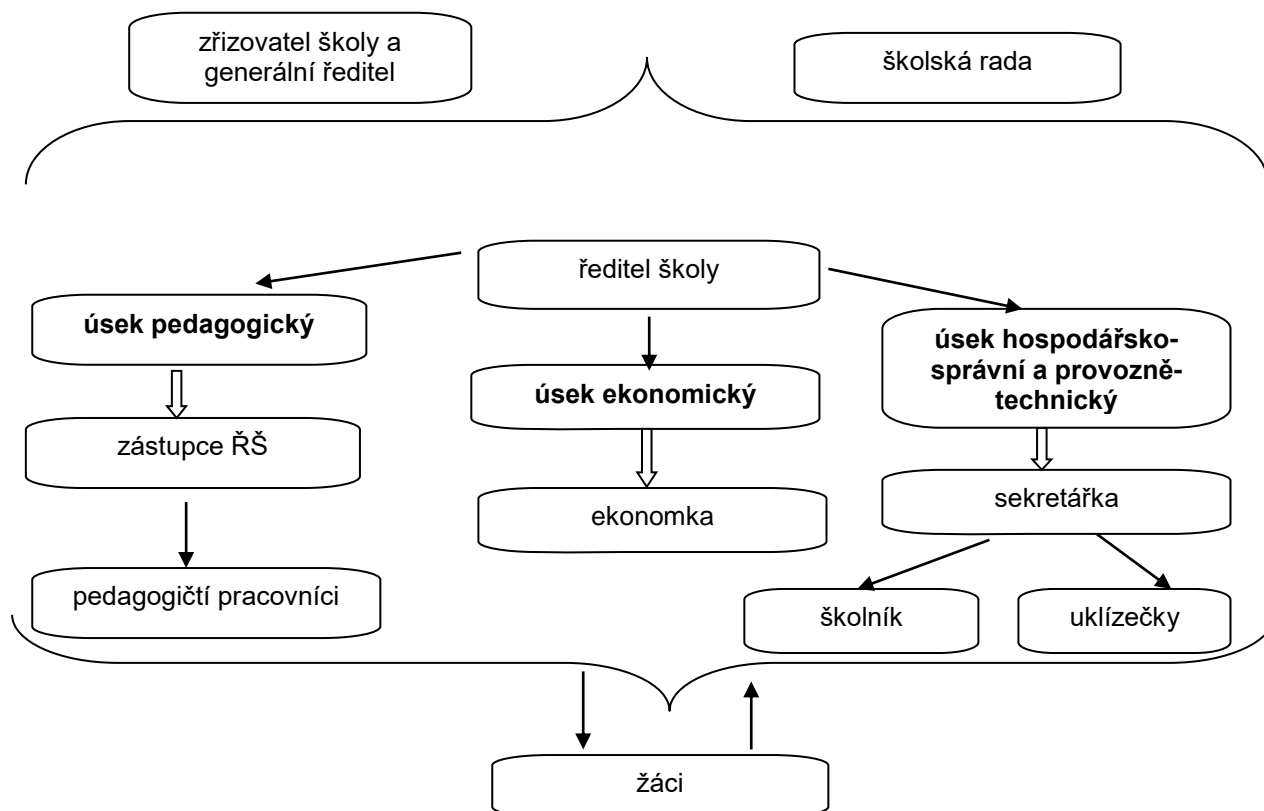 zřizovatel školy a
generální ředitel
školská rada
ředitel školy
úsek pedagogický
úsek ekonomický
úsek hospodářsko-
správní a provozně-
technický
zástupce ŘŠ
ekonomka
sekretářka
pedagogičtí pracovníci
školník
uklízečky
žáci